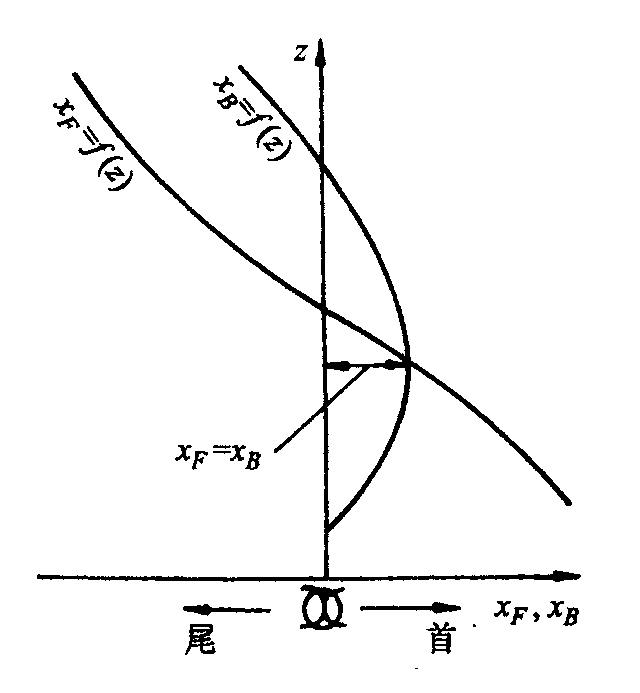 z
x_F=f(z)
x_B=f(z)
x_F=x_B
x_F, x_B
尾 首